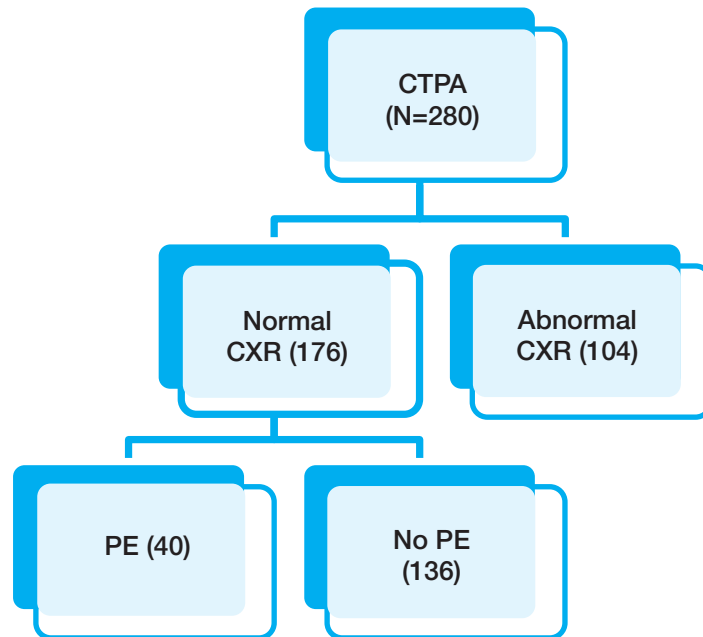 CTPA
(N=280)
Normal
CXR (176)
Abnormal
CXR (104)
PE (40)
No PE
(136)